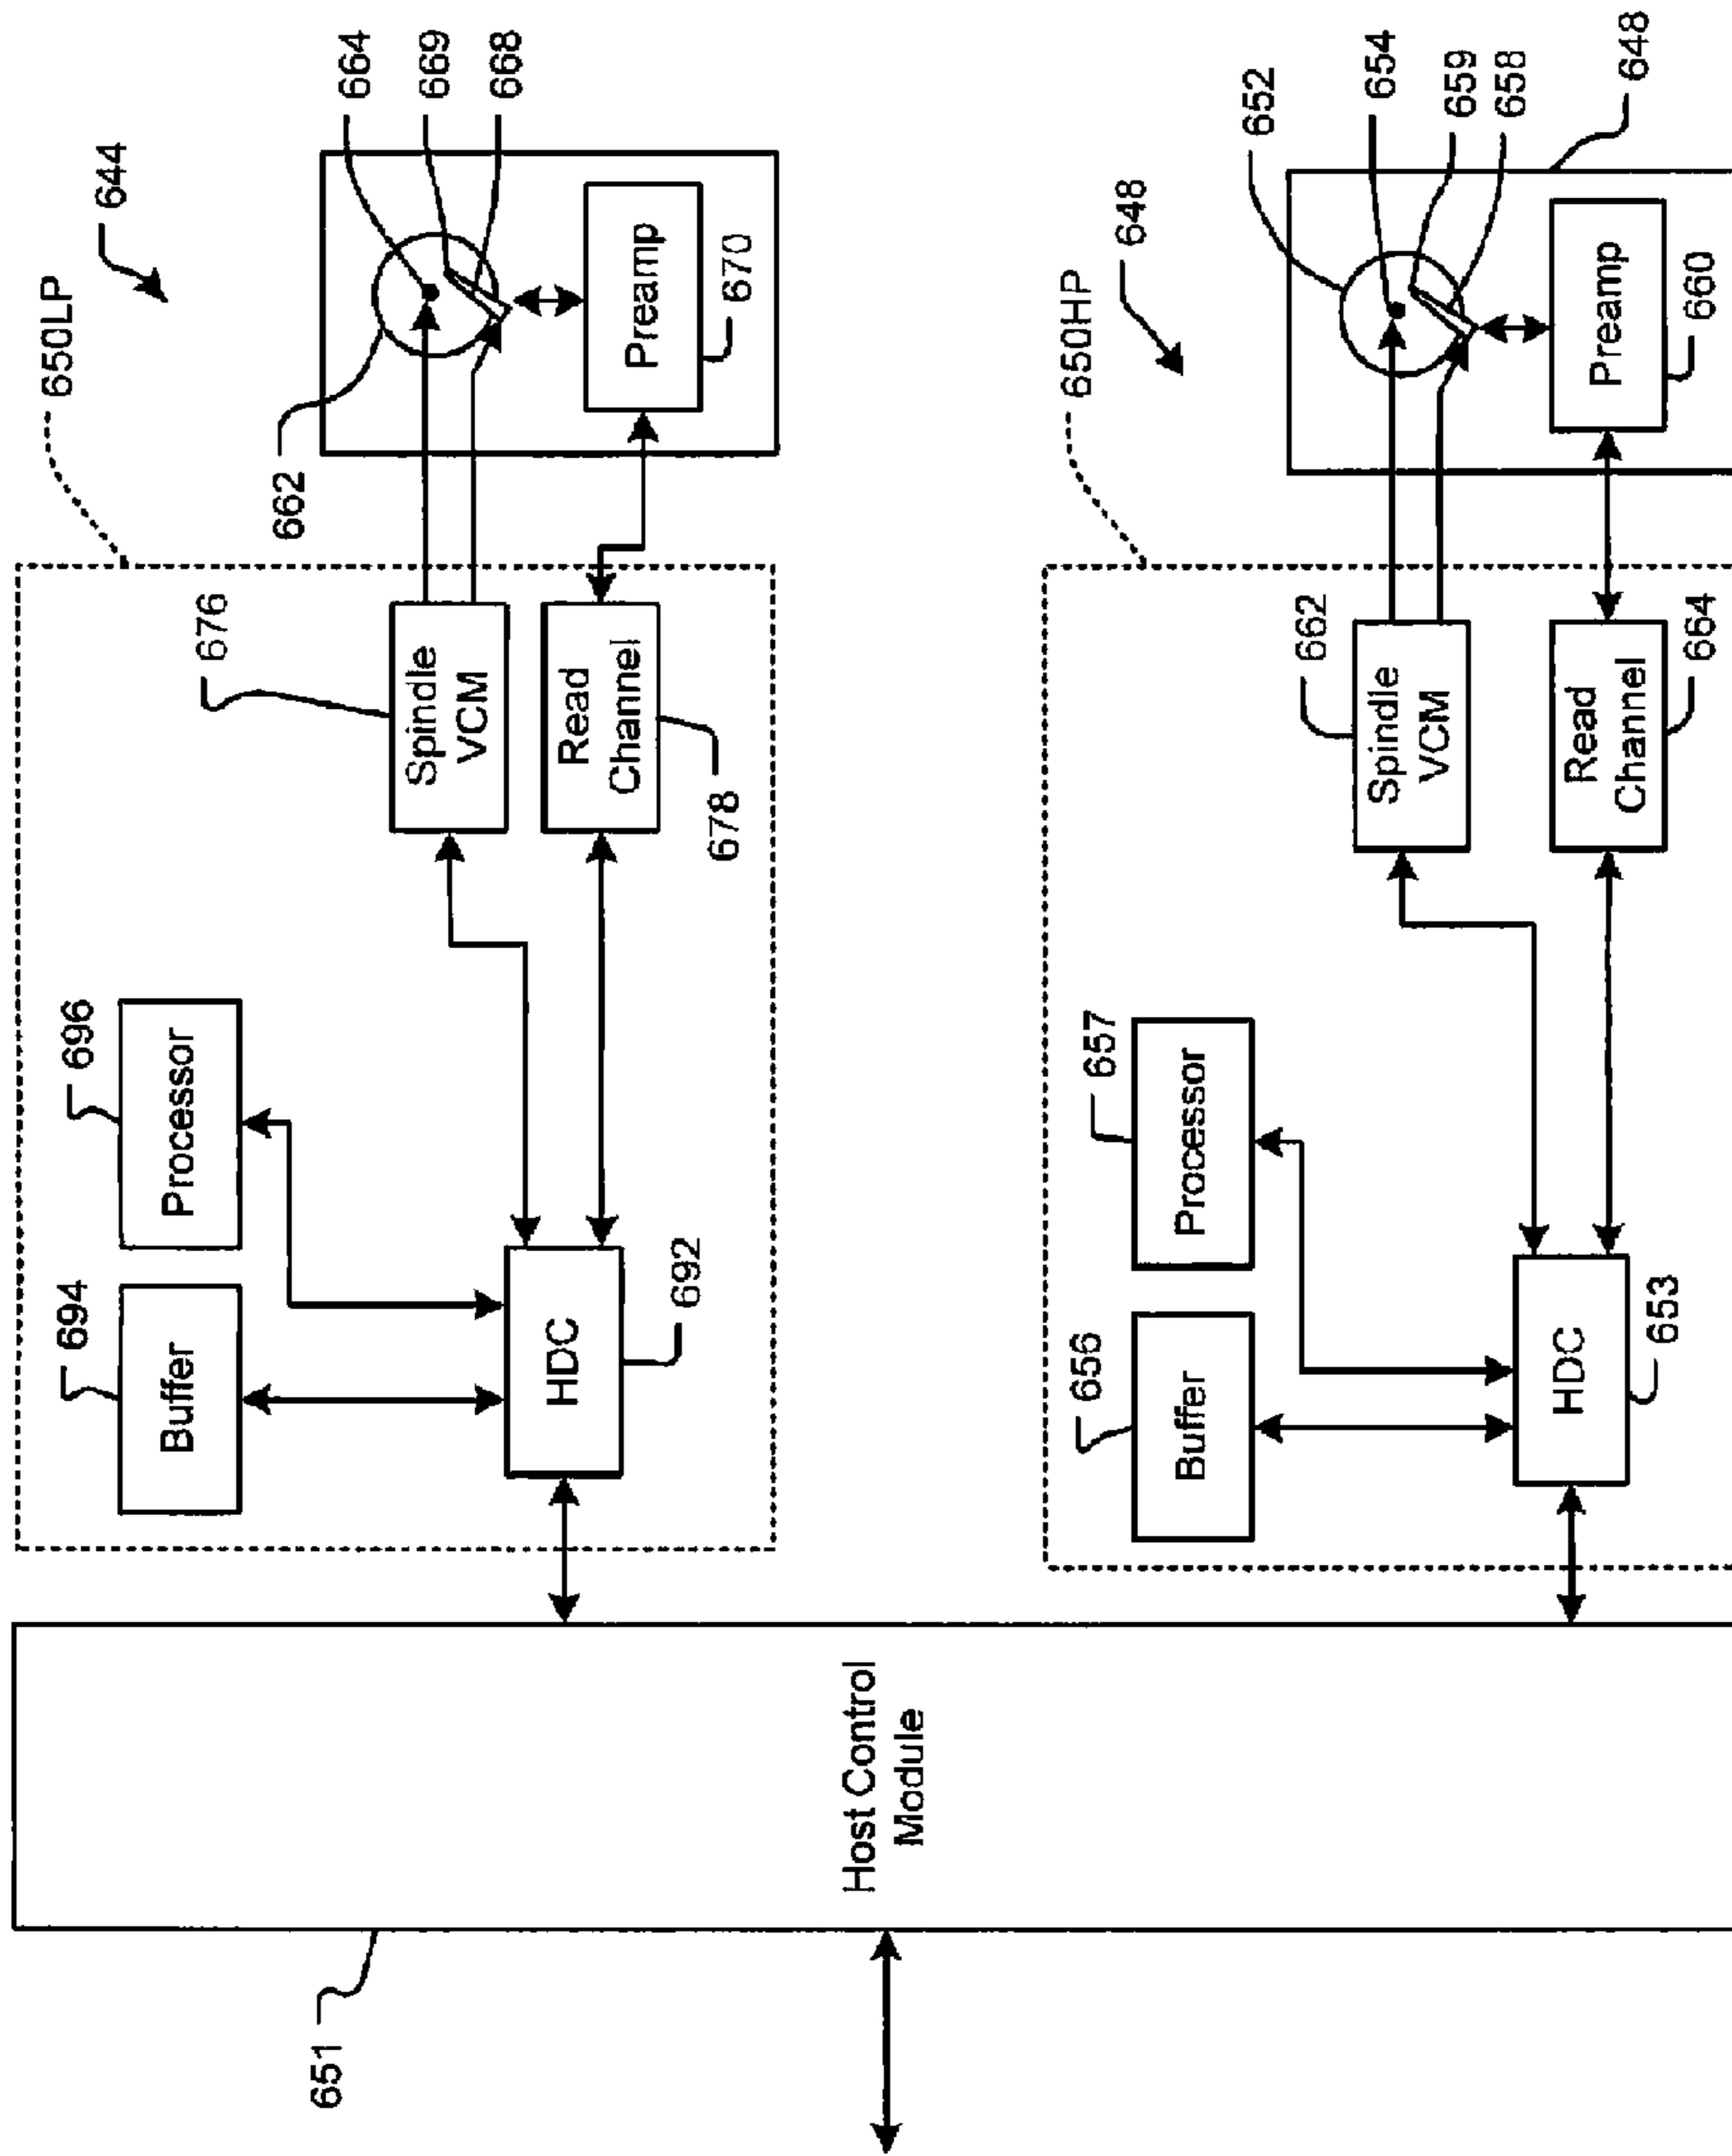 651
Host Control
Module
694
Buffer
696
Processor
HDC
692
676
Spindle
VCM
Read
Channel
678
650LP
644
662
664
669
668
Preamp
670
656
Buffer
657
Processor
HDC
653
662
Spindle
VCM
Read
Channel
664
650HP
648
652
654
659
658
648
Preamp
660